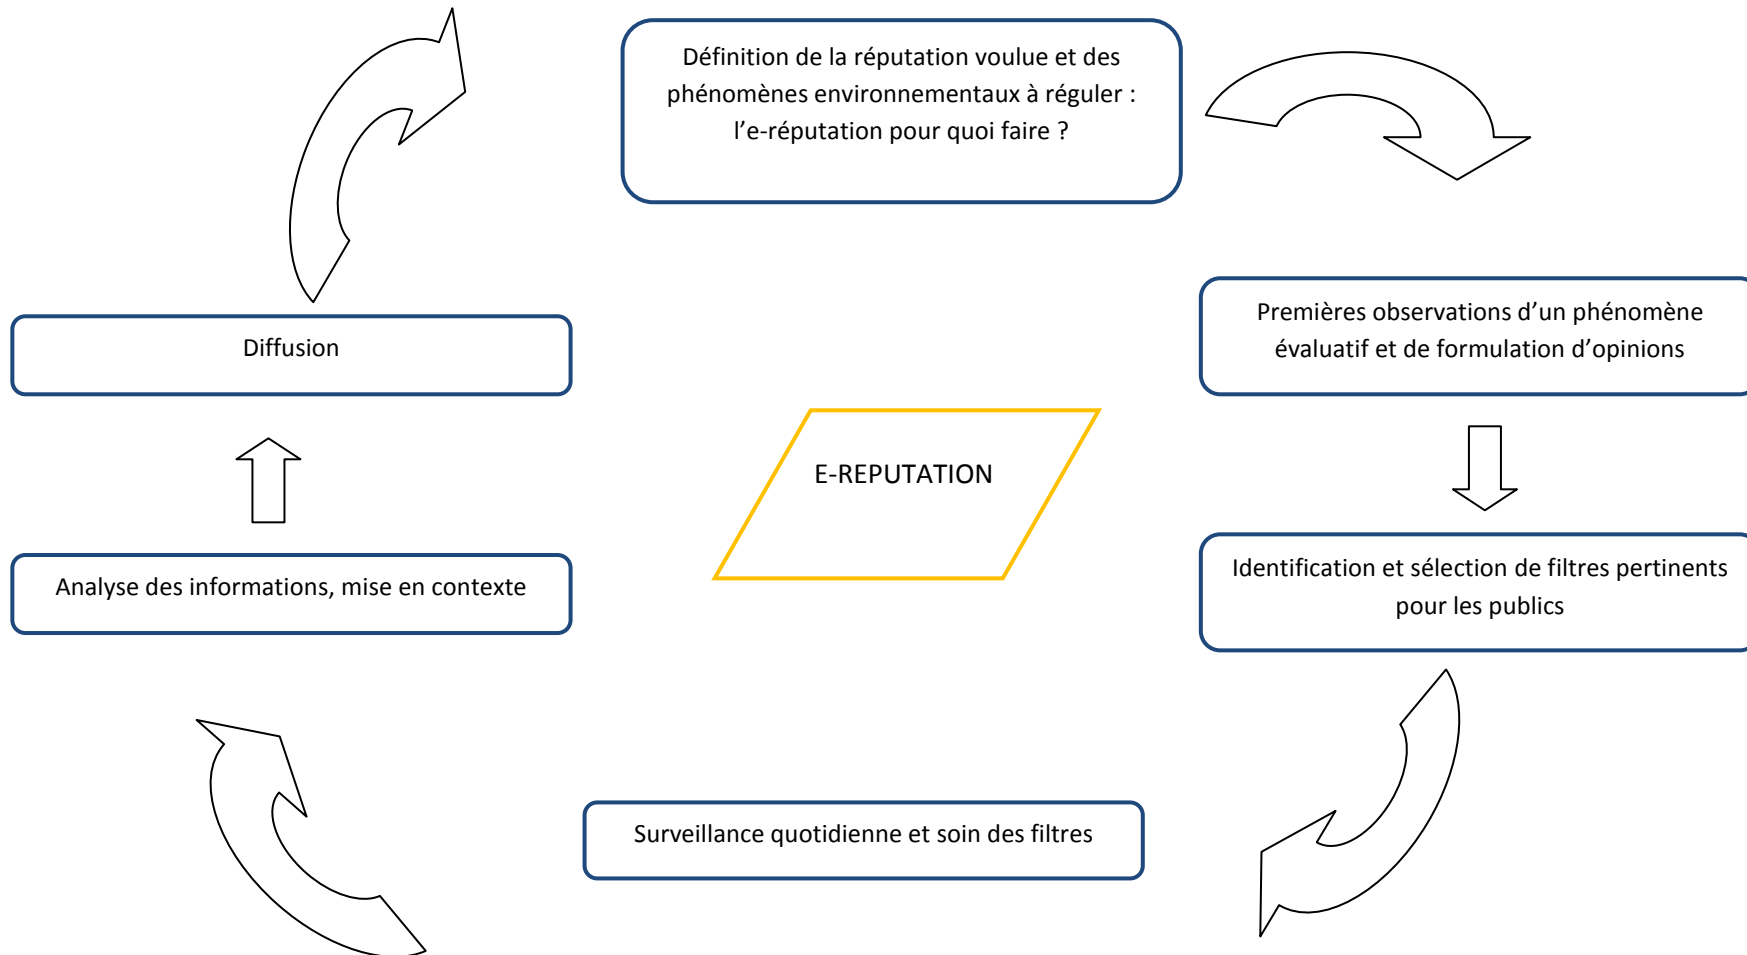 Définition de la réputation voulue et des
phénomènes environnementaux à réguler :
l’e-réputation pour quoi faire ?
Premières observations d’un phénomène
évaluatif et de formulation d’opinions
Diffusion
E-REPUTATION
Identification et sélection de filtres pertinents
pour les publics
Analyse des informations, mise en contexte
Surveillance quotidienne et soin des filtres